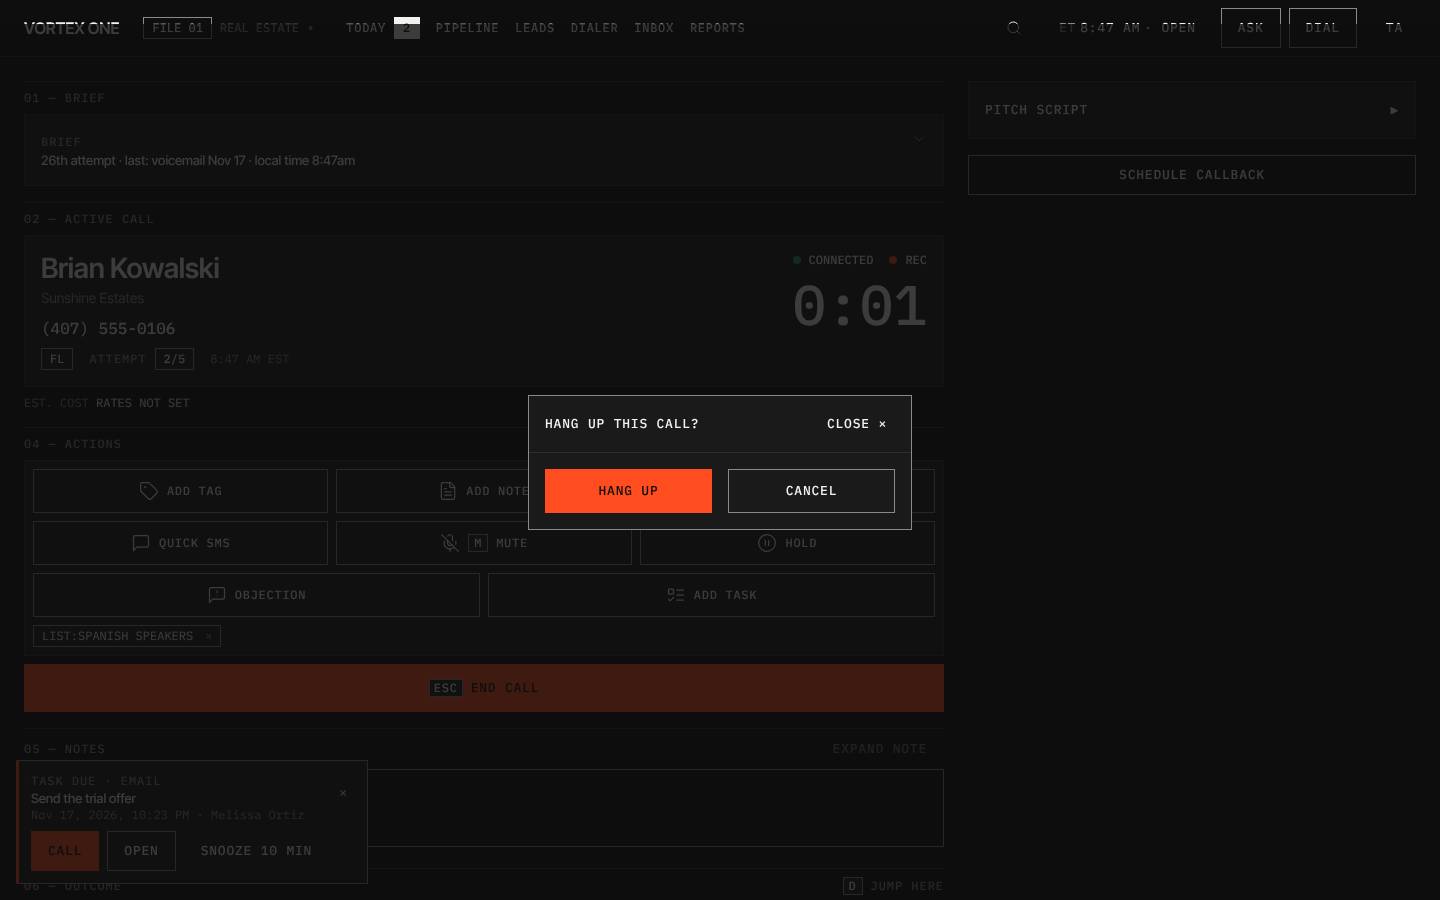 VORTEX ONE FILE 01 REAL ESTATE TODAY 2 PIPELINE LEADS DIALER INBOX REPORTS ET 8:47 AM · OPEN ASK DIAL TA
01 — BRIEF
BRIEF
26th attempt · last: voicemail Nov 17 · local time 8:47am
PITCH SCRIPT
SCHEDULE CALLBACK
02 — ACTIVE CALL
Brian Kowalski
Sunshine Estates
(407) 555-0106
FL ATTEMPT 2/5 8:47 AM EST
CONNECTED REC
0:01
EST. COST RATES NOT SET
HANG UP THIS CALL? CLOSE ×
HANG UP CANCEL
04 — ACTIONS
ADD TAG ADD NOTE
QUICK SMS M MUTE HOLD
OBJECTION ADD TASK
LIST:SPANISH SPEAKERS ×
ESC END CALL
05 — NOTES EXPAND NOTE
TASK DUE · EMAIL ×
Send the trial offer
Nov 17, 2026, 10:23 PM · Melissa Ortiz
CALL OPEN SNOOZE 10 MIN
06 — OUTCOME D JUMP HERE